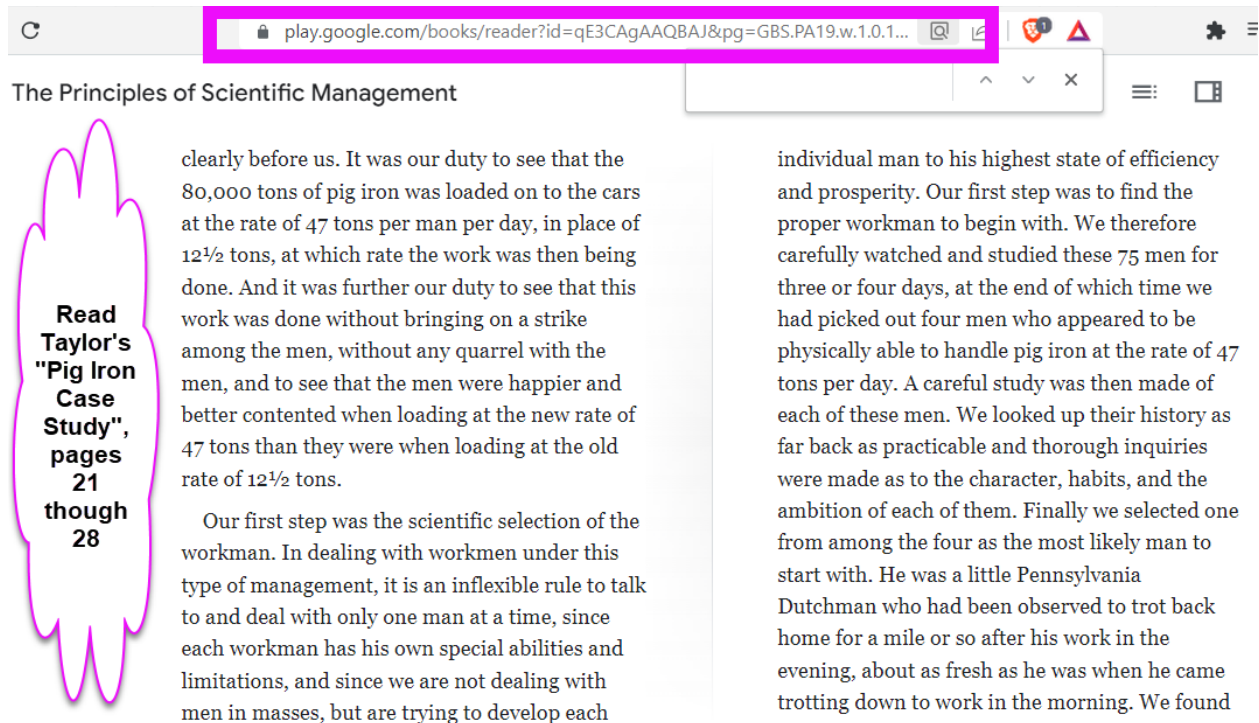 play.google.com/books/reader?id=qE3CAgAAQBAJ&pg=GBS.PA19.w.1.0.1...
1
The Principles of Scientific Management
Read
Taylor's
"Pig Iron
Case
Study",
pages
21
though
28
clearly before us. It was our duty to see that the
80,000 tons of pig iron was loaded on to the cars
at the rate of 47 tons per man per day, in place of
12½ tons, at which rate the work was then being
done. And it was further our duty to see that this
work was done without bringing on a strike
among the men, without any quarrel with the
men, and to see that the men were happier and
better contented when loading at the new rate of
47 tons than they were when loading at the old
rate of 12½ tons.
Our first step was the scientific selection of the
workman. In dealing with workmen under this
type of management, it is an inflexible rule to talk
to and deal with only one man at a time, since
each workman has his own special abilities and
limitations, and since we are not dealing with
men in masses, but are trying to develop each
individual man to his highest state of efficiency
and prosperity. Our first step was to find the
proper workman to begin with. We therefore
carefully watched and studied these 75 men for
three or four days, at the end of which time we
had picked out four men who appeared to be
physically able to handle pig iron at the rate of 47
tons per day. A careful study was then made of
each of these men. We looked up their history as
far back as practicable and thorough inquiries
were made as to the character, habits, and the
ambition of each of them. Finally we selected one
from among the four as the most likely man to
start with. He was a little Pennsylvania
Dutchman who had been observed to trot back
home for a mile or so after his work in the
evening, about as fresh as he was when he came
trotting down to work in the morning. We found